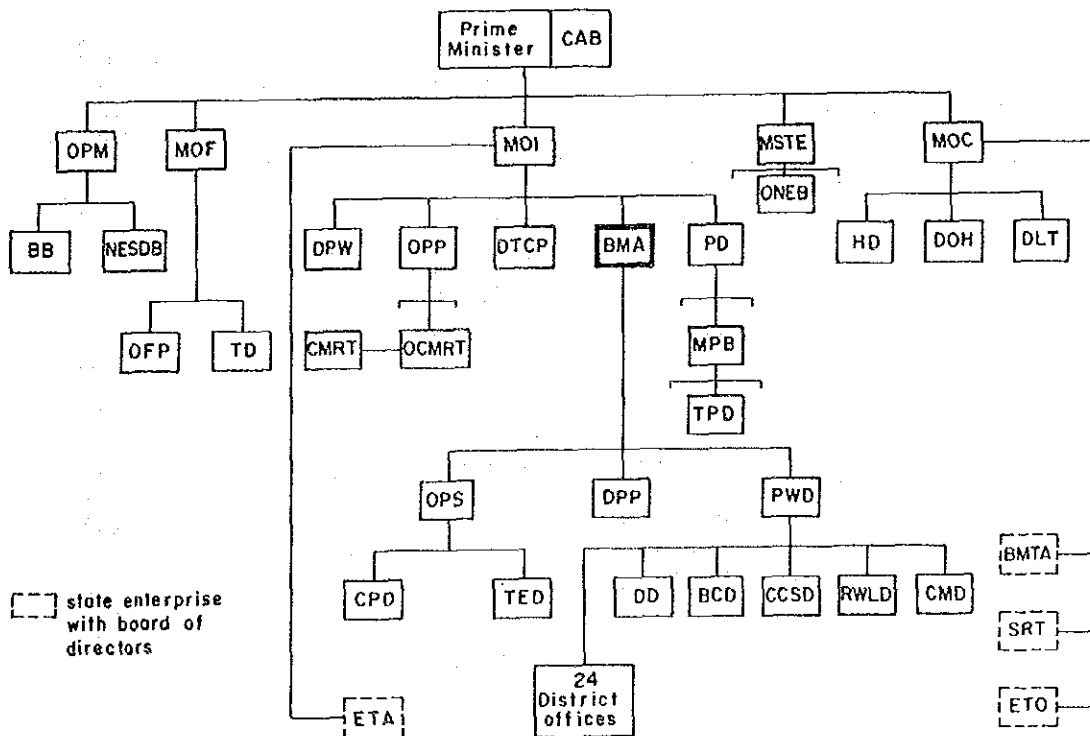 Prime
Minister
CAB
OPM
MOF
MOI
MSTE
MOC
ONEB
BB
NESDB
DPW
OPP
DTCP
BMA
PD
HD
DOH
DLT
OFP
TD
CMRT
OCMRT
MPB
TPD
OPS
DPP
PWD
CPD
TED
DD
BCD
CCSD
RWLD
CMD
BMTA
SRT
ETO
state enterprise
with board of
directors
ETA
24
District
offices